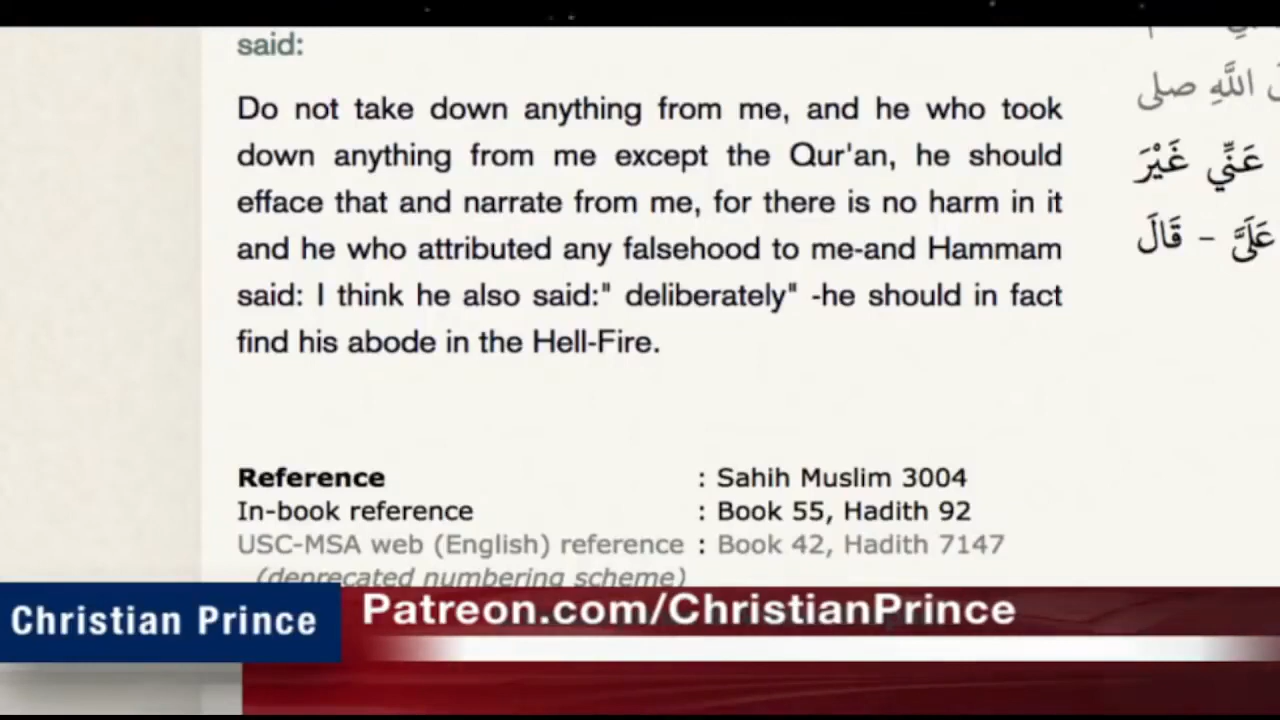 said:
Do not take down anything from me, and he who took
down anything from me except the Qur'an, he should
efface that and narrate from me, for there is no harm in it
and he who attributed any falsehood to me-and Hammam
said: I think he also said:" deliberately" -he should in fact
find his abode in the Hell-Fire.
اللَّهِ صلى
عَنِّي غَيْرَ
عَلَىَّ - قَالَ
Reference : Sahih Muslim 3004
In-book reference : Book 55, Hadith 92
USC-MSA web (English) reference : Book 42, Hadith 7147
(deprecated numbering scheme)
Christian Prince
Patreon.com/ChristianPrince